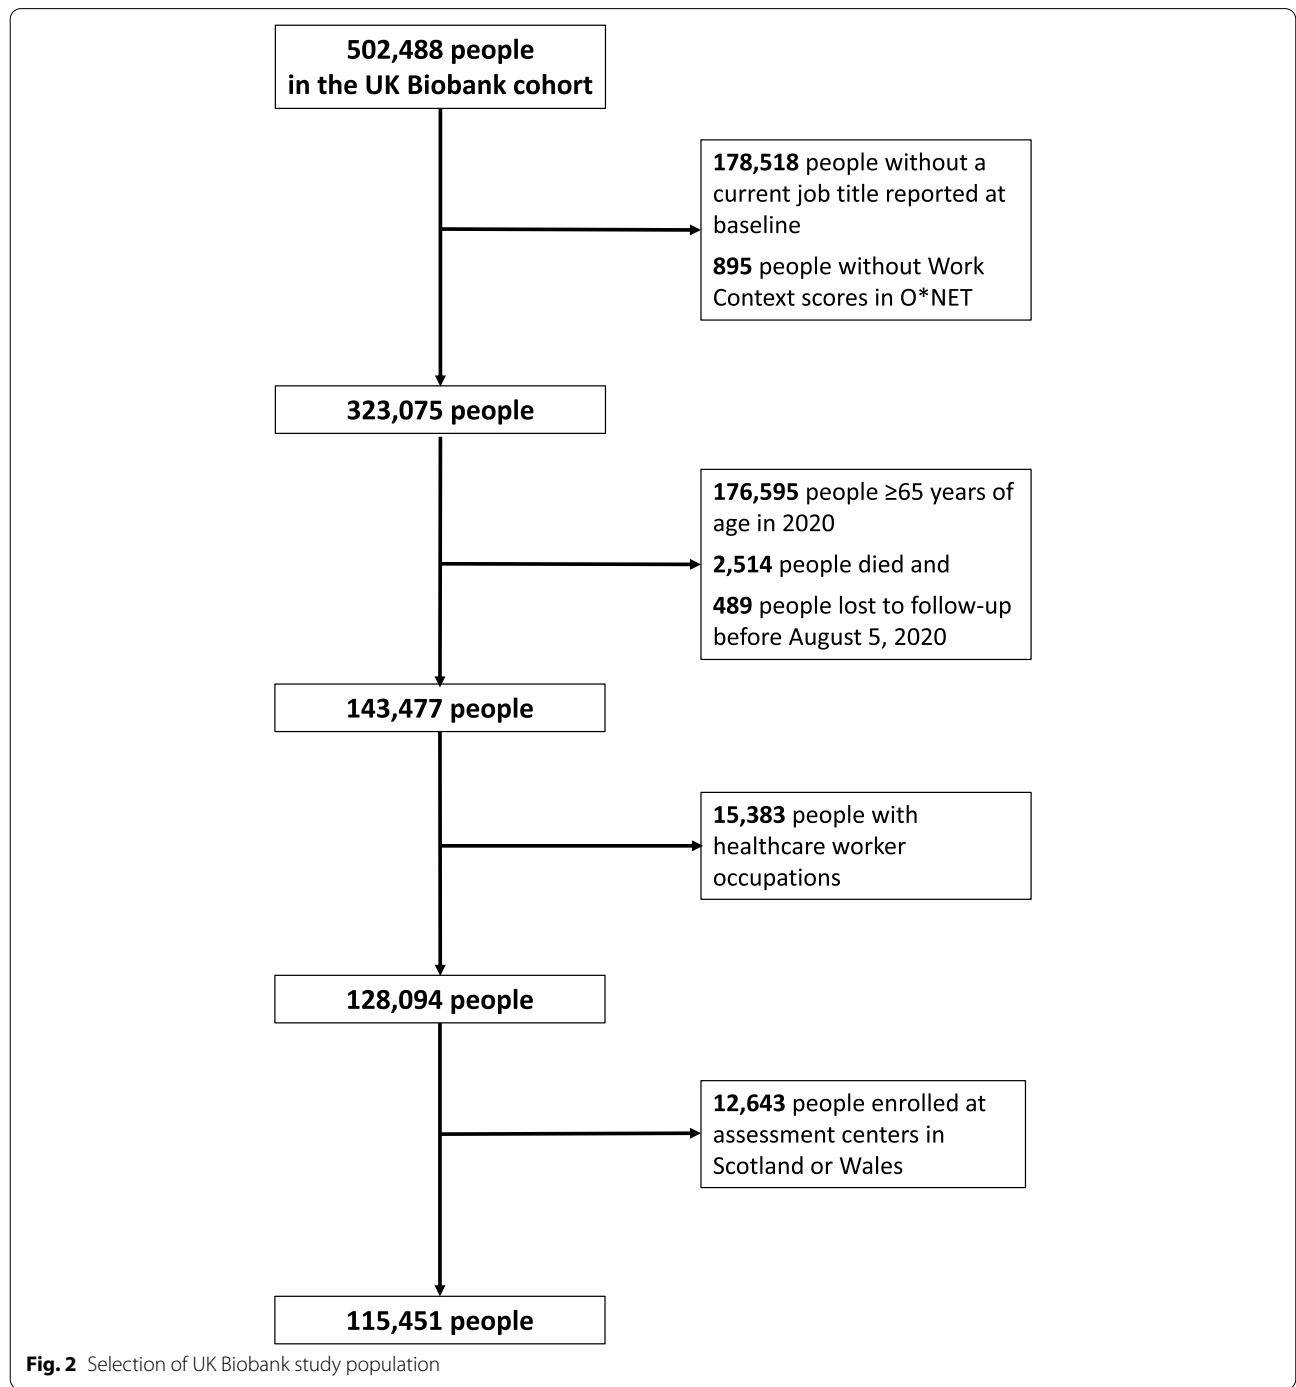 502,488 people
in the UK Biobank cohort
178,518 people without a
current job title reported at
baseline
895 people without Work
Context scores in O*NET
323,075 people
176,595 people ≥65 years of
age in 2020
2,514 people died and
489 people lost to follow-up
before August 5, 2020
143,477 people
15,383 people with
healthcare worker
occupations
128,094 people
12,643 people enrolled at
assessment centers in
Scotland or Wales
115,451 people
Fig. 2 Selection of UK Biobank study population